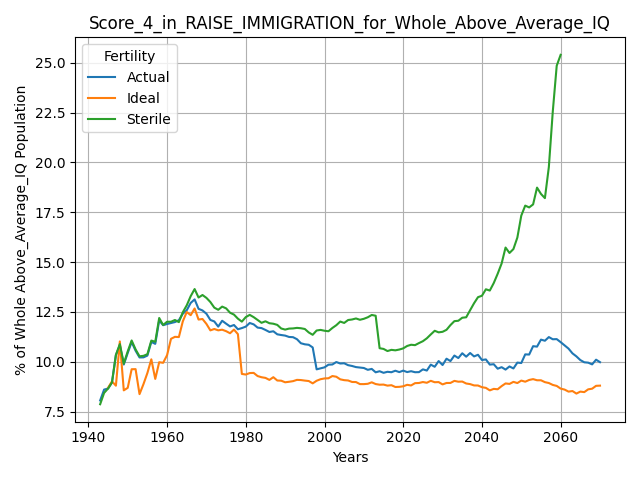 Score_4_in_RAISE_IMMIGRATION_for_Whole_Above_Average_IQ
Fertility
Actual
Ideal
Sterile
% of Whole Above_Average_IQ Population
25.0
22.5
20.0
17.5
15.0
12.5
10.0
7.5
1940
1960
1980
2000
2020
2040
2060
Years